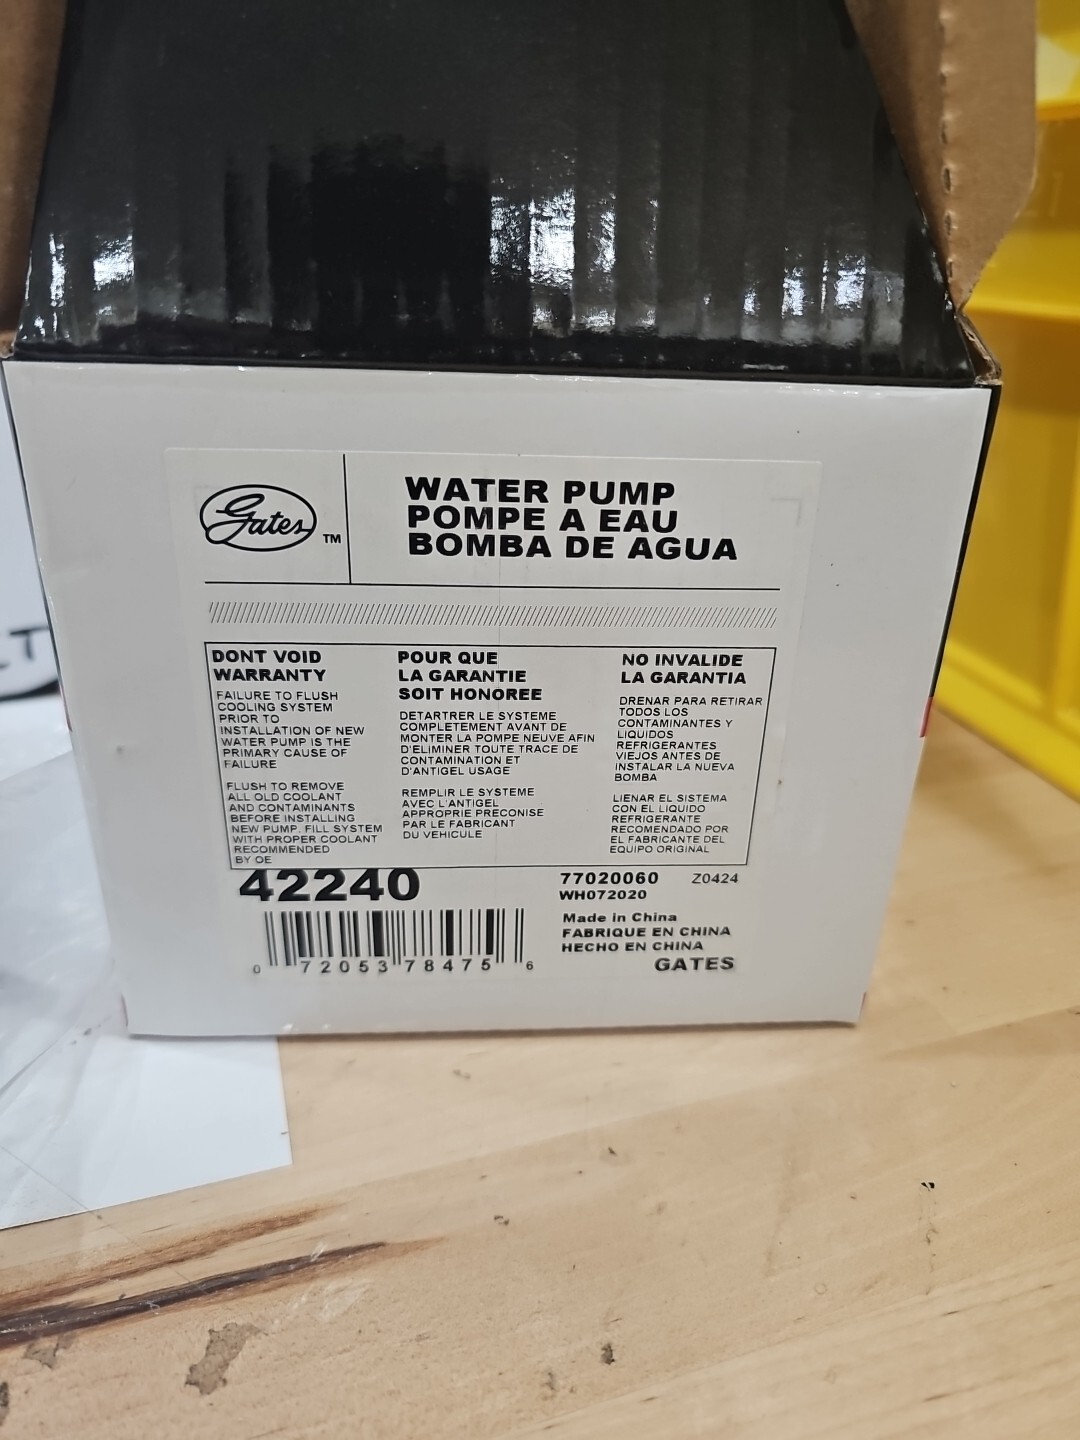 Gates TM
WATER PUMP
POMPE A EAU
BOMBA DE AGUA
DONT VOID
WARRANTY
FAILURE TO FLUSH
COOLING SYSTEM
PRIOR TO
INSTALLATION OF NEW
WATER PUMP IS THE
PRIMARY CAUSE OF
FAILURE
FLUSH TO REMOVE
ALL OLD COOLANT
AND CONTAMINANTS
BEFORE INSTALLING
NEW PUMP. FILL SYSTEM
WITH PROPER COOLANT
RECOMMENDED
BY OE
POUR QUE
LA GARANTIE
SOIT HONOREE
DETARTRER LE SYSTEME
COMPLETEMENT AVANT DE
MONTER LA POMPE NEUVE AFIN
D'ELIMINER TOUTE TRACE DE
CONTAMINATION ET
D'ANTIGEL USAGE
REMPLIR LE SYSTEME
AVEC L'ANTIGEL
APPROPRIE PRECONISE
PAR LE FABRICANT
DU VEHICULE
NO INVALIDE
LA GARANTIA
DRENAR PARA RETIRAR
TODOS LOS
CONTAMINANTES Y
LIQUIDOS
REFRIGERANTES
VIEJOS ANTES DE
INSTALAR LA NUEVA
BOMBA
LIENAR EL SISTEMA
CON EL LIQUIDO
REFRIGERANTE
RECOMENDADO POR
EL FABRICANTE DEL
EQUIPO ORIGINAL
42240
77020060 Z0424
WH072020
Made in China
FABRIQUE EN CHINA
HECHO EN CHINA
GATES
0 72053 78475 6